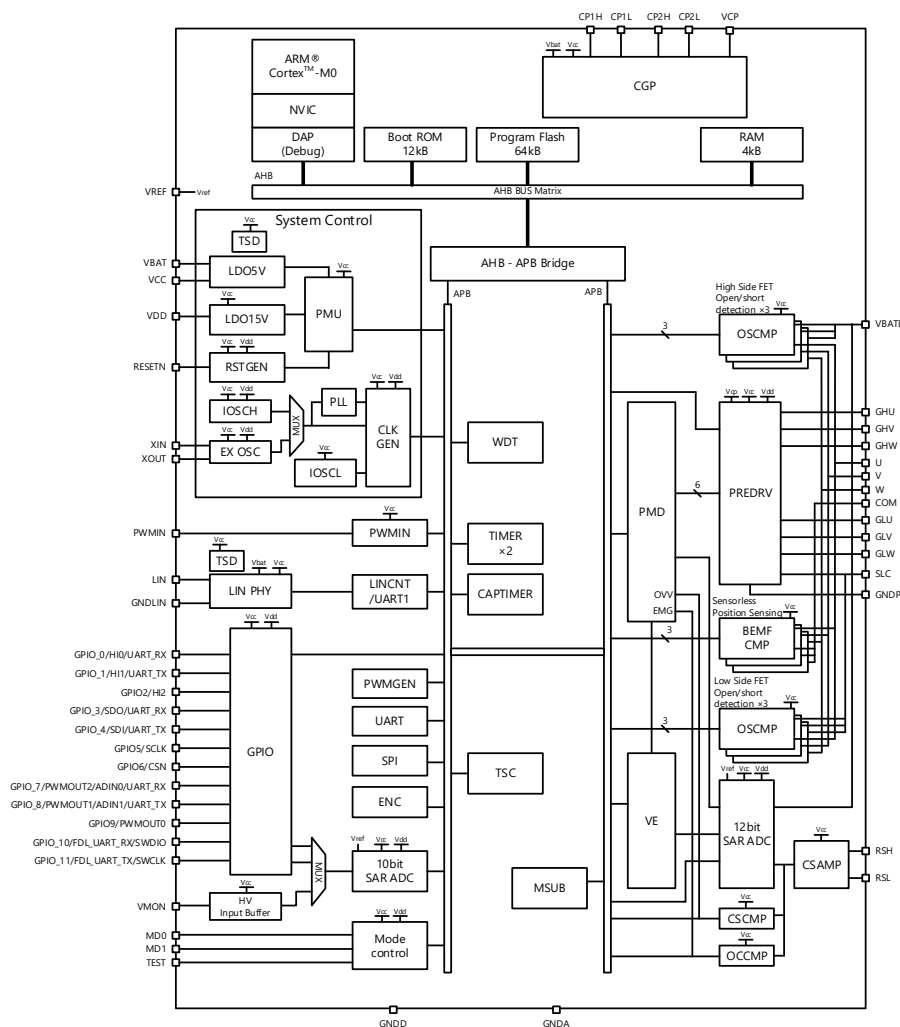 CP1H
CP1L
CP2H
CP2L
VCP
Vbat
Vcc
CGP
ARM®
Cortex™-M0
NVIC
DAP
(Debug)
Boot ROM
12kB
Program Flash
64kB
RAM
4kB
AHB
AHB BUS Matrix
VREF
Vref
System Control
Vcc
TSD
AHB - APB Bridge
VBAT
VCC
LDO5V
Vcc
PMU
APB
APB
VDD
Vcc
LDO15V
RESETN
Vcc
Vdd
RSTGEN
Vcc
Vdd
IOSCH
MUX
PLL
Vcc
Vdd
CLK
GEN
XIN
XOUT
Vcc
Vdd
EX OSC
Vcc
IOSCL
WDT
High Side FET
Open/short
detection ×3
Vcc
OSCMP
3
VBATI
Vcp
Vcc
Vdd
PREDRV
PMD
6
OVV
EMG
GHU
GHV
GHW
U
V
W
COM
GLU
GLV
GLW
SLC
GNDP
PWMIN
Vcc
PWMIN
TIMER
×2
Vcc
TSD
LIN
GNDLIN
Vbat
Vcc
LIN PHY
LINCNT
/UART1
CAPTIMER
Sensorless
Position Sensing
Vcc
BEMF
CMP
3
Vcc
Vdd
GPIO
GPIO_0/HI0/UART_RX
GPIO_1/HI1/UART_TX
GPIO2/HI2
GPIO_3/SDO/UART_RX
GPIO_4/SDI/UART_TX
GPIO5/SCLK
GPIO6/CSN
GPIO_7/PWMOUT2/ADIN0/UART_RX
GPIO_8/PWMOUT1/ADIN1/UART_TX
GPIO9/PWMOUT0
GPIO_10/FDL_UART_RX/SWDIO
GPIO_11/FDL_UART_TX/SWCLK
PWMGEN
UART
SPI
ENC
TSC
Low Side FET
Open/short
detection ×3
Vcc
OSCMP
3
VE
Vref
Vcc
Vdd
12bit
SAR ADC
Vcc
CSAMP
RSH
RSL
MUX
Vref
Vcc
Vdd
10bit
SAR ADC
MSUB
VMON
Vcc
HV
Input Buffer
Vcc
CSCMP
Vcc
OCCMP
MD0
MD1
TEST
Vcc
Vdd
Mode
control
GNDD
GNDA